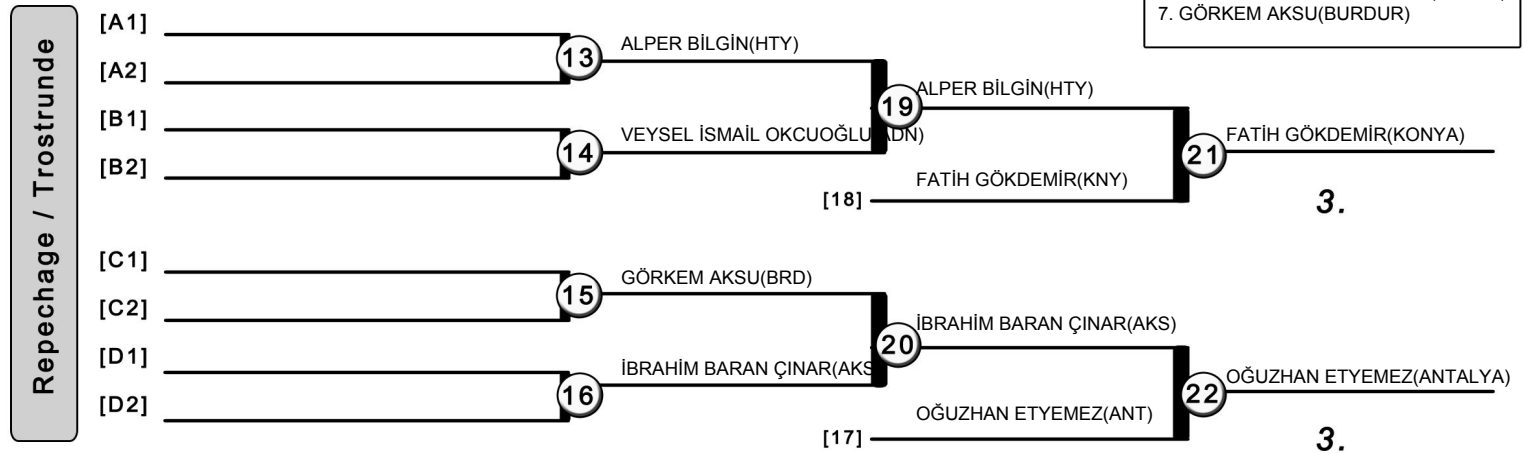 7. GÖRKEM AKSU(BURDUR)
Repechage / Trostrunde
[A1]
13
ALPER BİLGİN(HTY)
[A2]
19
ALPER BİLGİN(HTY)
[B1]
14
VEYSEL İSMAİL OKCUOĞLU(ADN)
21
FATİH GÖKDEMİR(KONYA)
[B2]
FATİH GÖKDEMİR(KNY)
[18]
3.
[C1]
15
GÖRKEM AKSU(BRD)
[C2]
20
İBRAHİM BARAN ÇINAR(AKS)
[D1]
16
İBRAHİM BARAN ÇINAR(AKS
22
OĞUZHAN ETYEMEZ(ANTALYA)
[D2]
OĞUZHAN ETYEMEZ(ANT)
[17]
3.